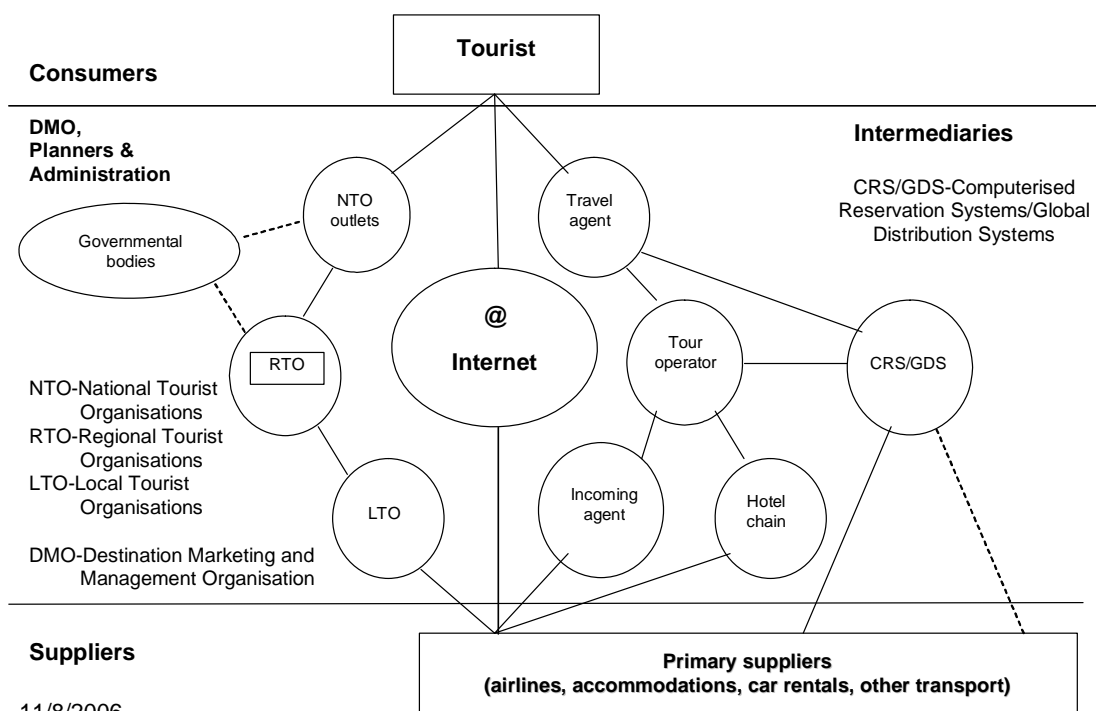 Tourist
Consumers
DMO,
Planners &
Administration
Intermediaries
CRS/GDS-Computerised
Reservation Systems/Global
Distribution Systems
NTO
outlets
Travel
agent
Governmental
bodies
@
Internet
RTO
Tour
operator
CRS/GDS
NTO-National Tourist
Organisations
RTO-Regional Tourist
Organisations
LTO-Local Tourist
Organisations
LTO
Incoming
agent
Hotel
chain
DMO-Destination Marketing and
Management Organisation
Suppliers
Primary suppliers
(airlines, accommodations, car rentals, other transport)
11/8/2006